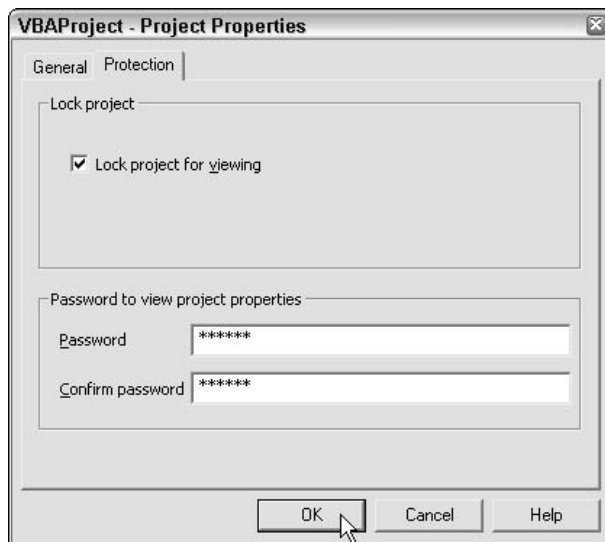 VBAProject - Project Properties
General Protection
Lock project
Lock project for viewing
Password to view project properties
Password ******
Confirm password ******
OK Cancel Help